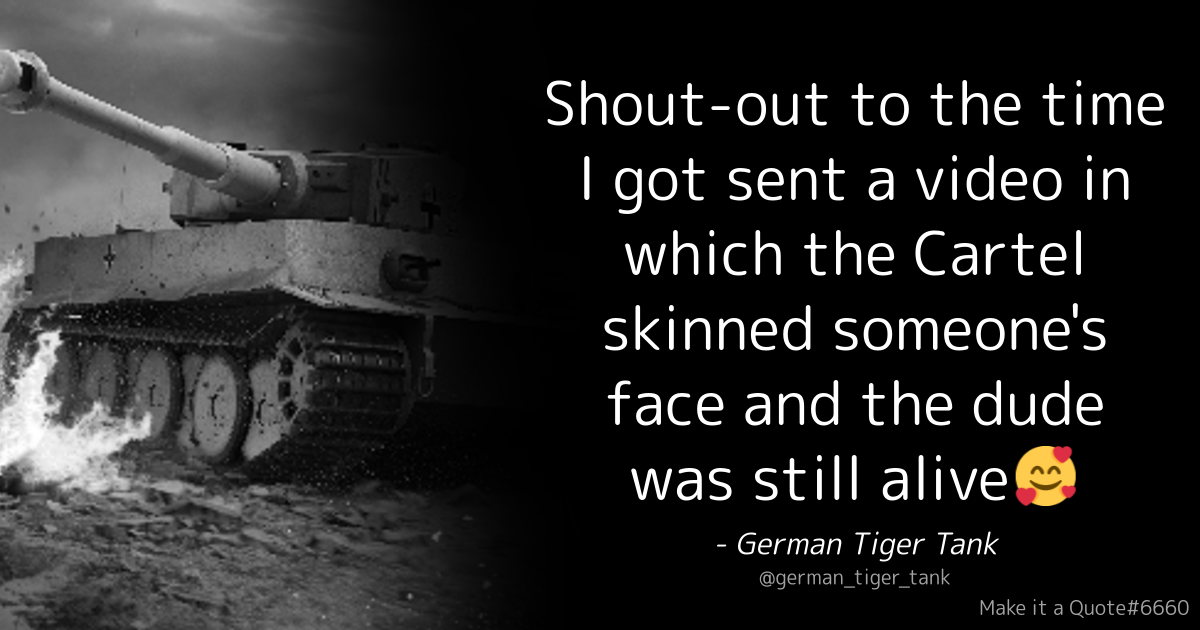 Shout-out to the time
I got sent a video in
which the Cartel
skinned someone's
face and the dude
was still alive🥰
- German Tiger Tank
@german_tiger_tank
Make it a Quote#6660